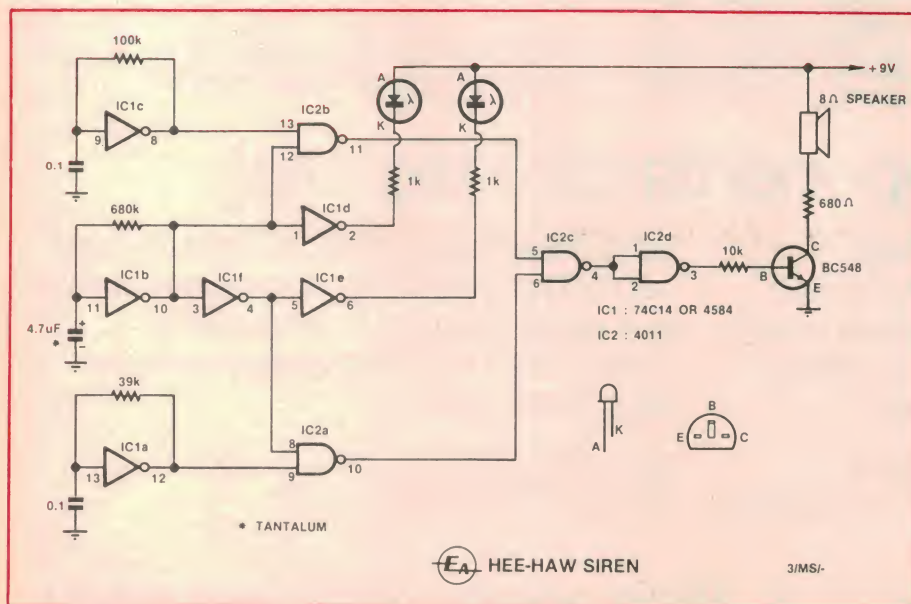 100k
IC1c
9 8
0.1
IC2b
13
12
11
A λ K
A λ K
+9V
8Ω SPEAKER
1k
1k
680Ω
680k
IC1d
1 2
IC1b
11 10
IC1f
3 4
IC1e
5 6
4.7uF
+
-
*
IC2c
5
6
4
IC2d
1
2
3
10k
B
C
E
BC548
IC1 : 74C14 OR 4584
IC2 : 4011
39k
IC1a
13 12
0.1
IC2a
8
9
10
A K
B
E C
* TANTALUM
EA HEE-HAW SIREN
3/MS/-